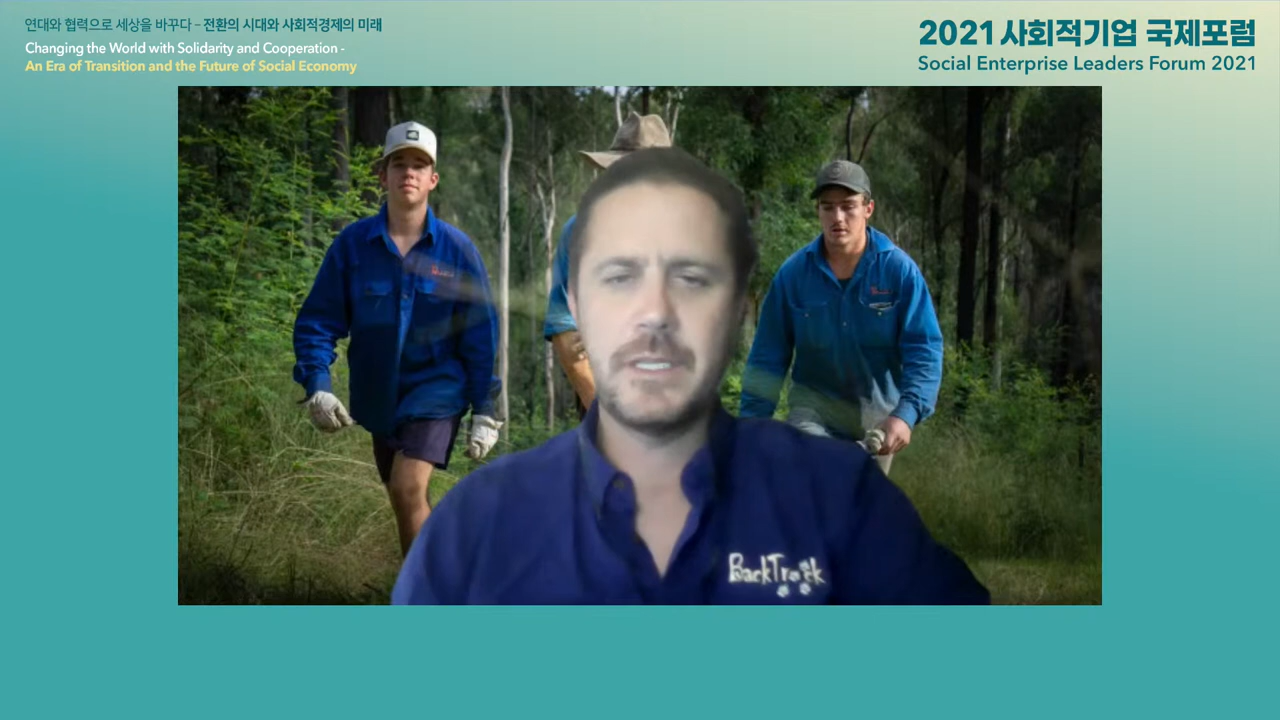 연대와 협력으로 세상을 바꾸다 – 전환의 시대와 사회적경제의 미래
Changing the World with Solidarity and Cooperation -
An Era of Transition and the Future of Social Economy
2021 사회적기업 국제포럼
Social Enterprise Leaders Forum 2021
BackTrack